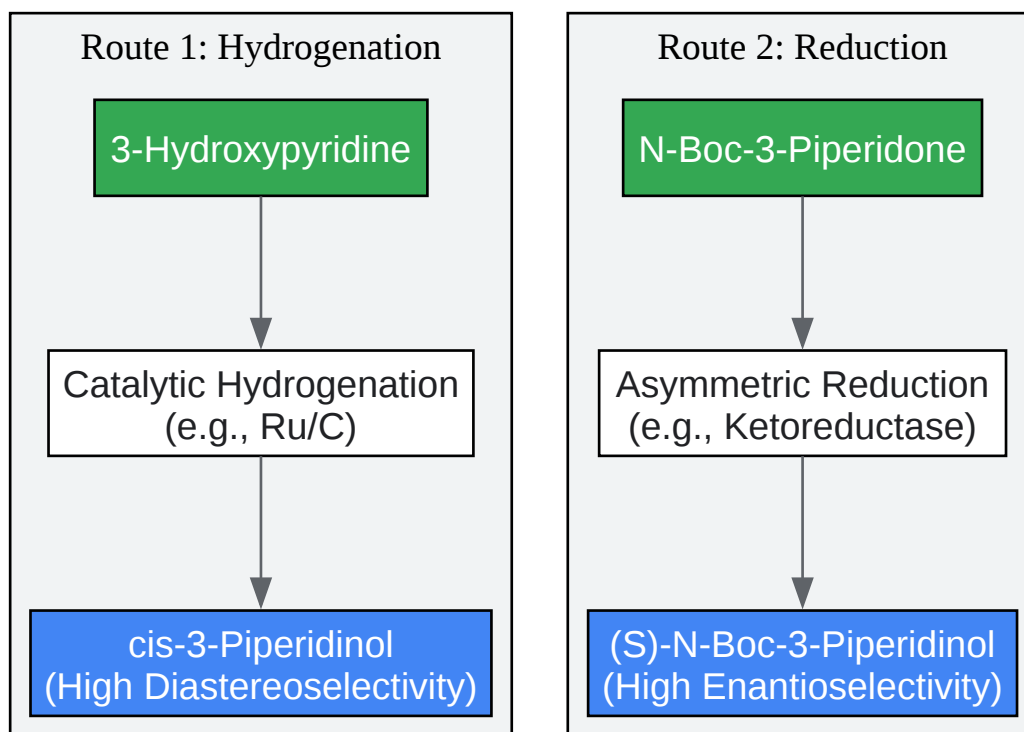 Route 1: Hydrogenation
3-Hydroxypyridine
Catalytic Hydrogenation
(e.g., Ru/C)
cis-3-Piperidinol
(High Diastereoselectivity)
Route 2: Reduction
N-Boc-3-Piperidone
Asymmetric Reduction
(e.g., Ketoreductase)
(S)-N-Boc-3-Piperidinol
(High Enantioselectivity)